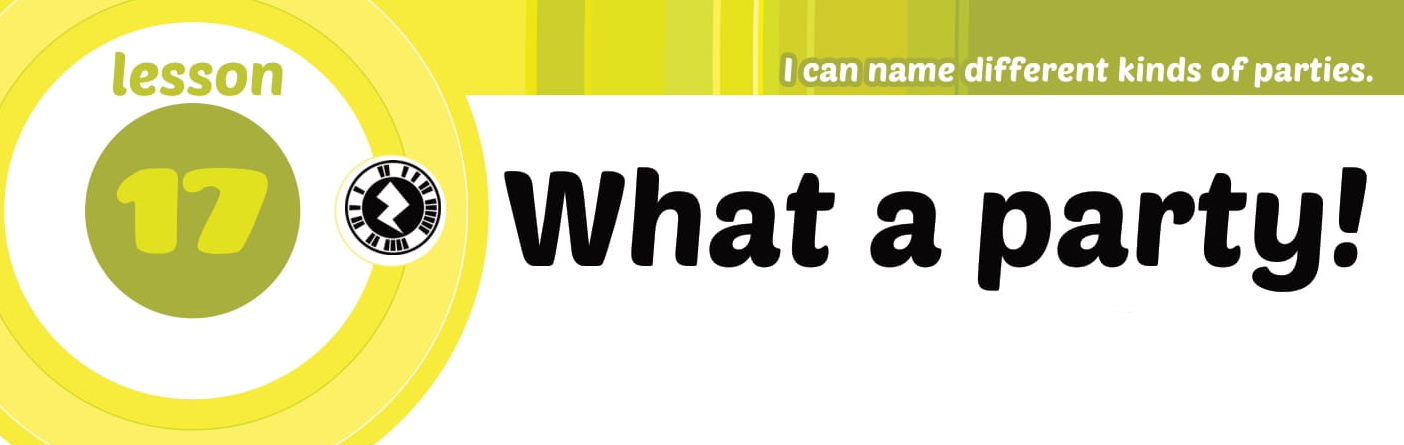 I can name different kinds of parties.
lesson
17
What a party!